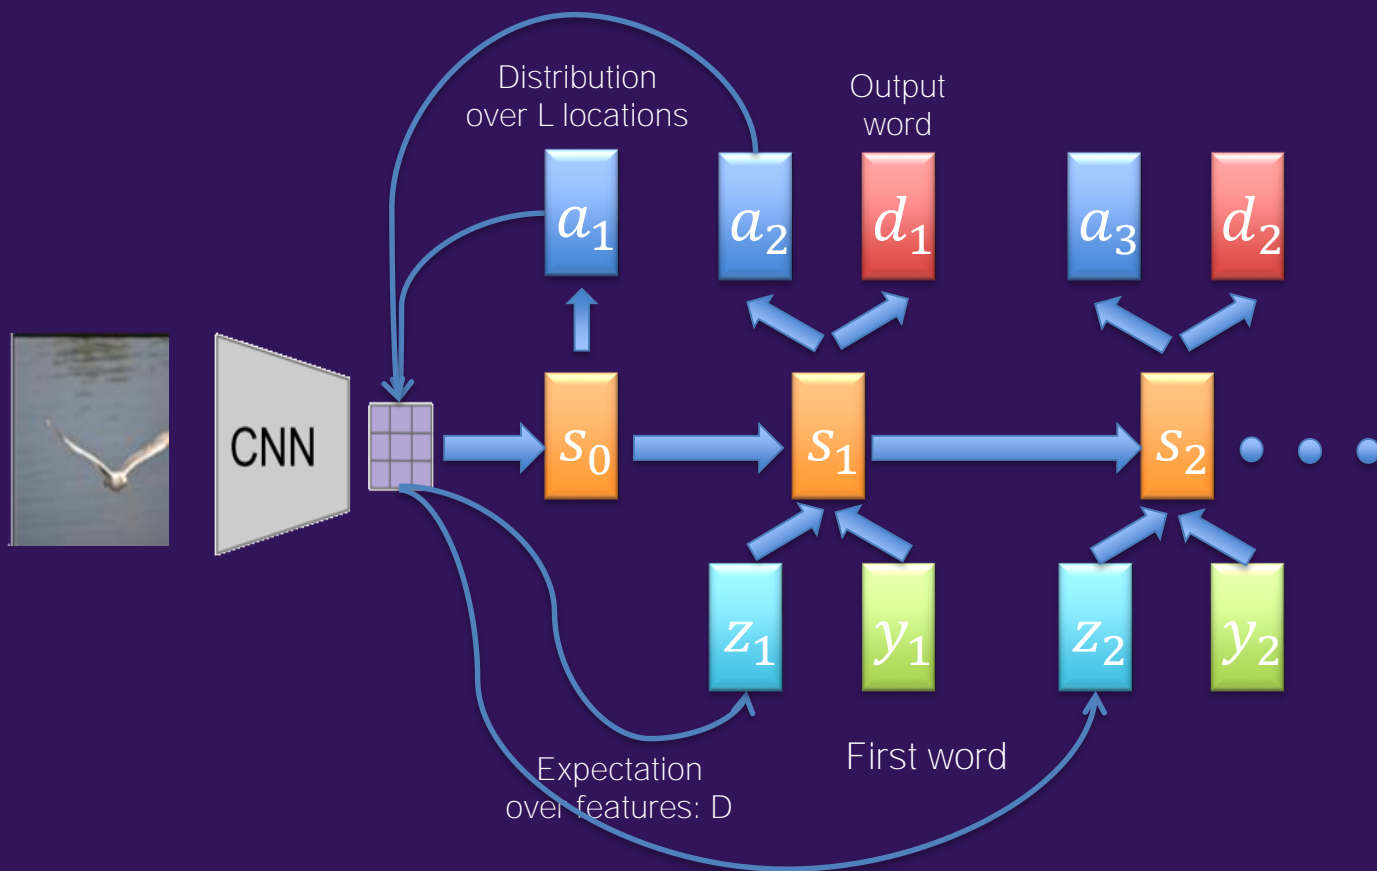 Distribution
over L locations
Output
word
a₁
a₂
d₁
a₃
d₂
CNN
s₀
s₁
s₂
z₁
y₁
z₂
y₂
First word
Expectation
over features: D